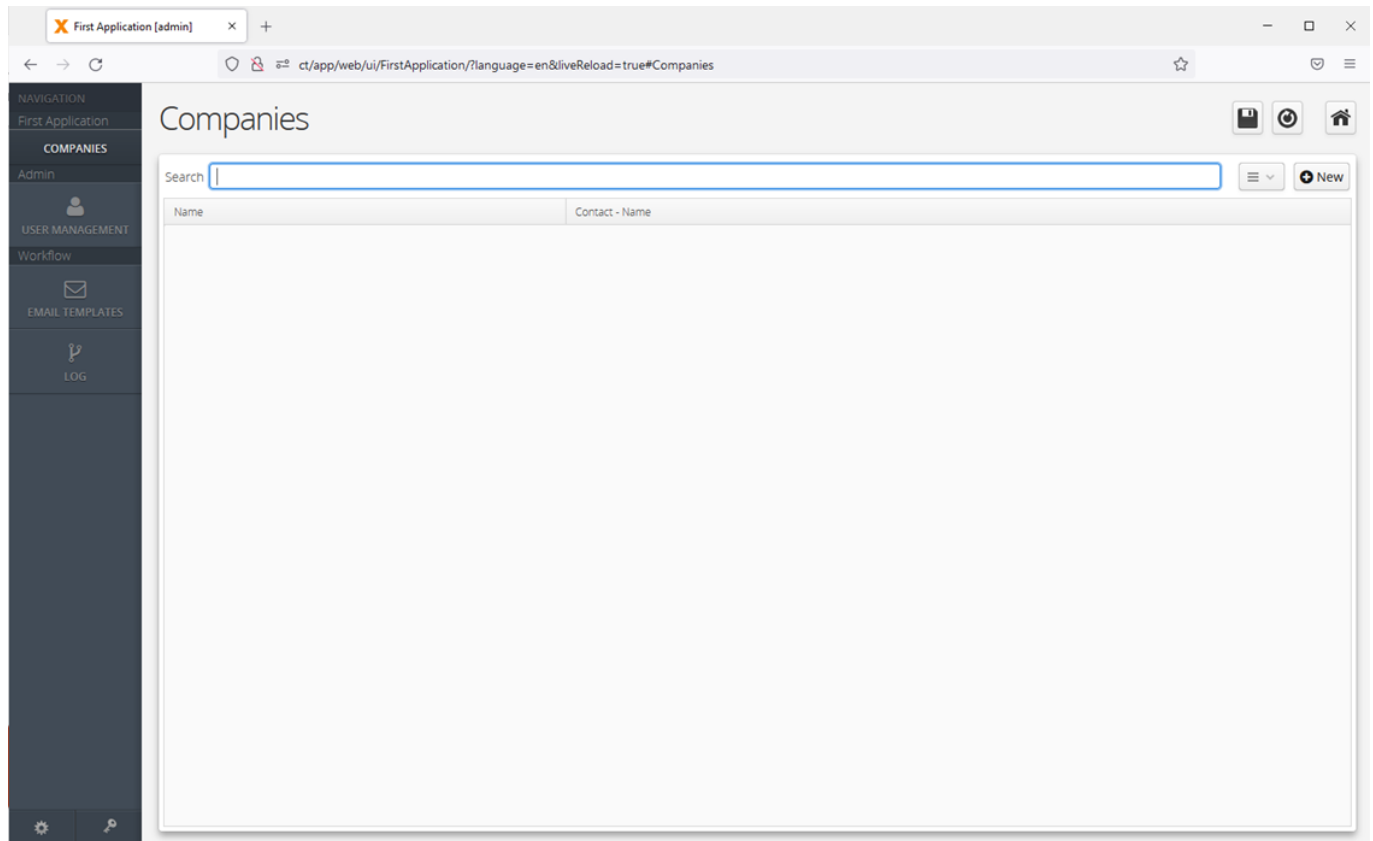 First Application [admin]
ct/app/web/ui/FirstApplication/?language=en&liveReload=true#Companies
NAVIGATION
First Application
COMPANIES
Admin
USER MANAGEMENT
Workflow
EMAIL TEMPLATES
LOG
Companies
Search
New
Name
Contact - Name